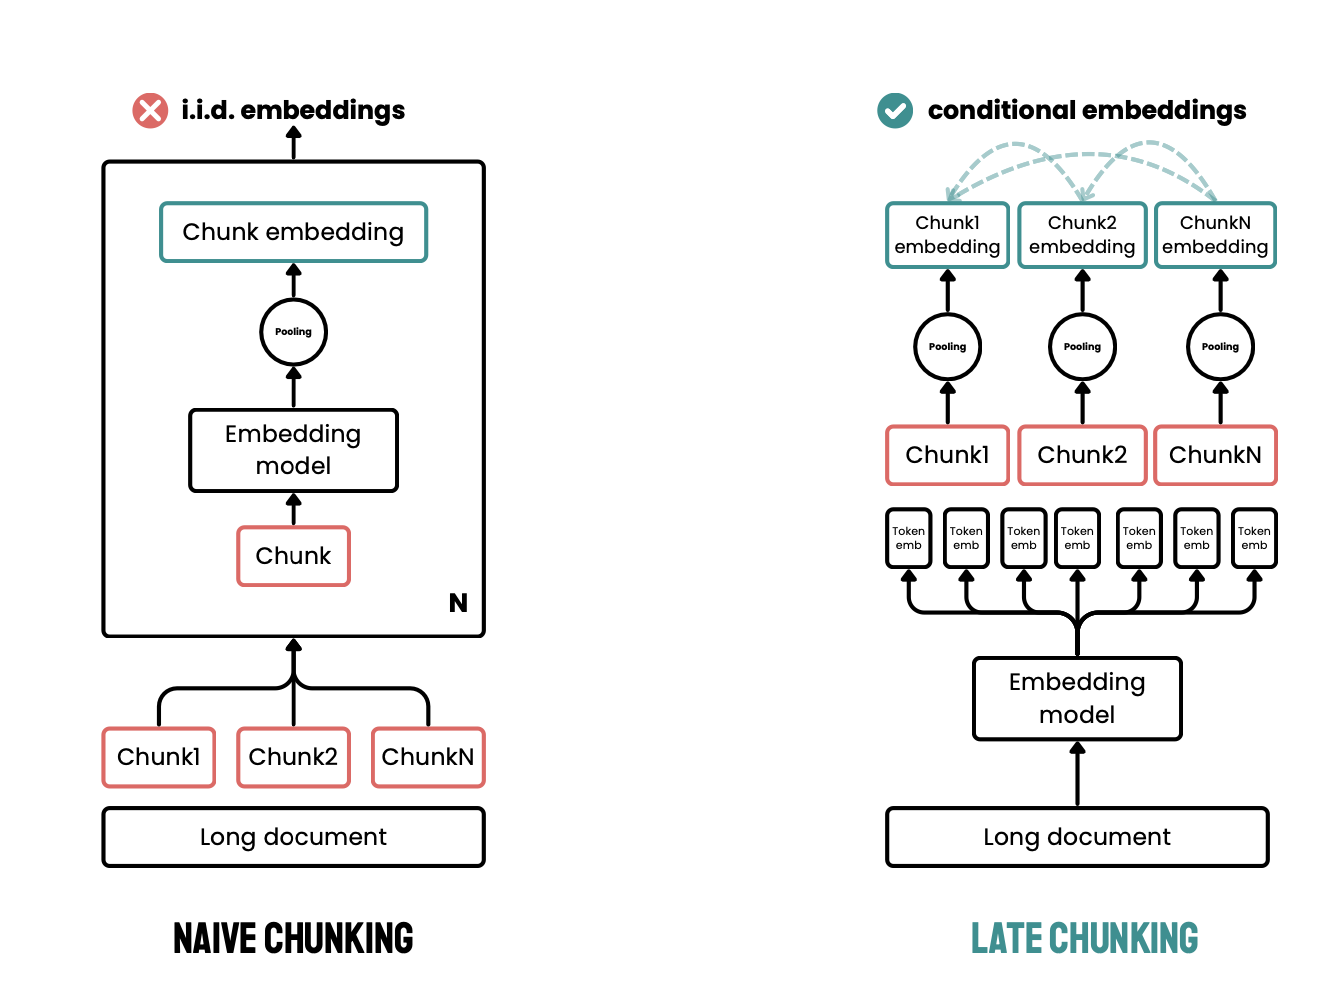 i.i.d. embeddings
Chunk embedding
Pooling
Embedding
model
Chunk
N
Chunk1
Chunk2
ChunkN
Long document
NAIVE CHUNKING
conditional embeddings
Chunk1
embedding
Chunk2
embedding
ChunkN
embedding
Pooling
Pooling
Pooling
Chunk1
Chunk2
ChunkN
Token
emb
Token
emb
Token
emb
Token
emb
Token
emb
Token
emb
Token
emb
Embedding
model
Long document
LATE CHUNKING